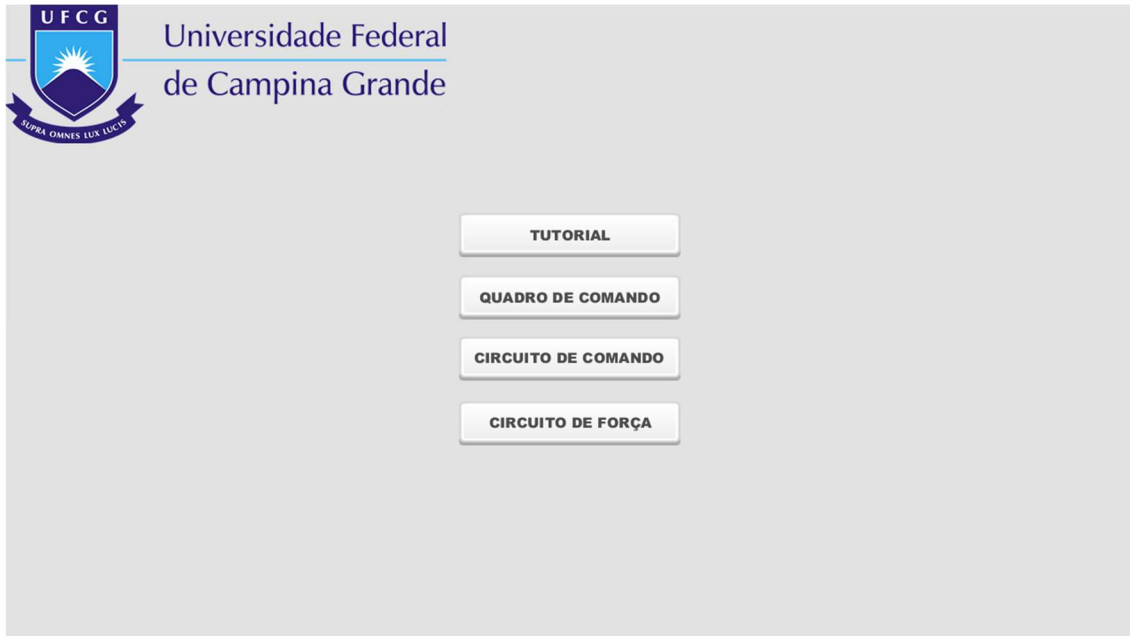 UFCG
Universidade Federal
de Campina Grande
SUPRA OMNES LUX LUCIS
TUTORIAL
QUADRO DE COMANDO
CIRCUITO DE COMANDO
CIRCUITO DE FORÇA